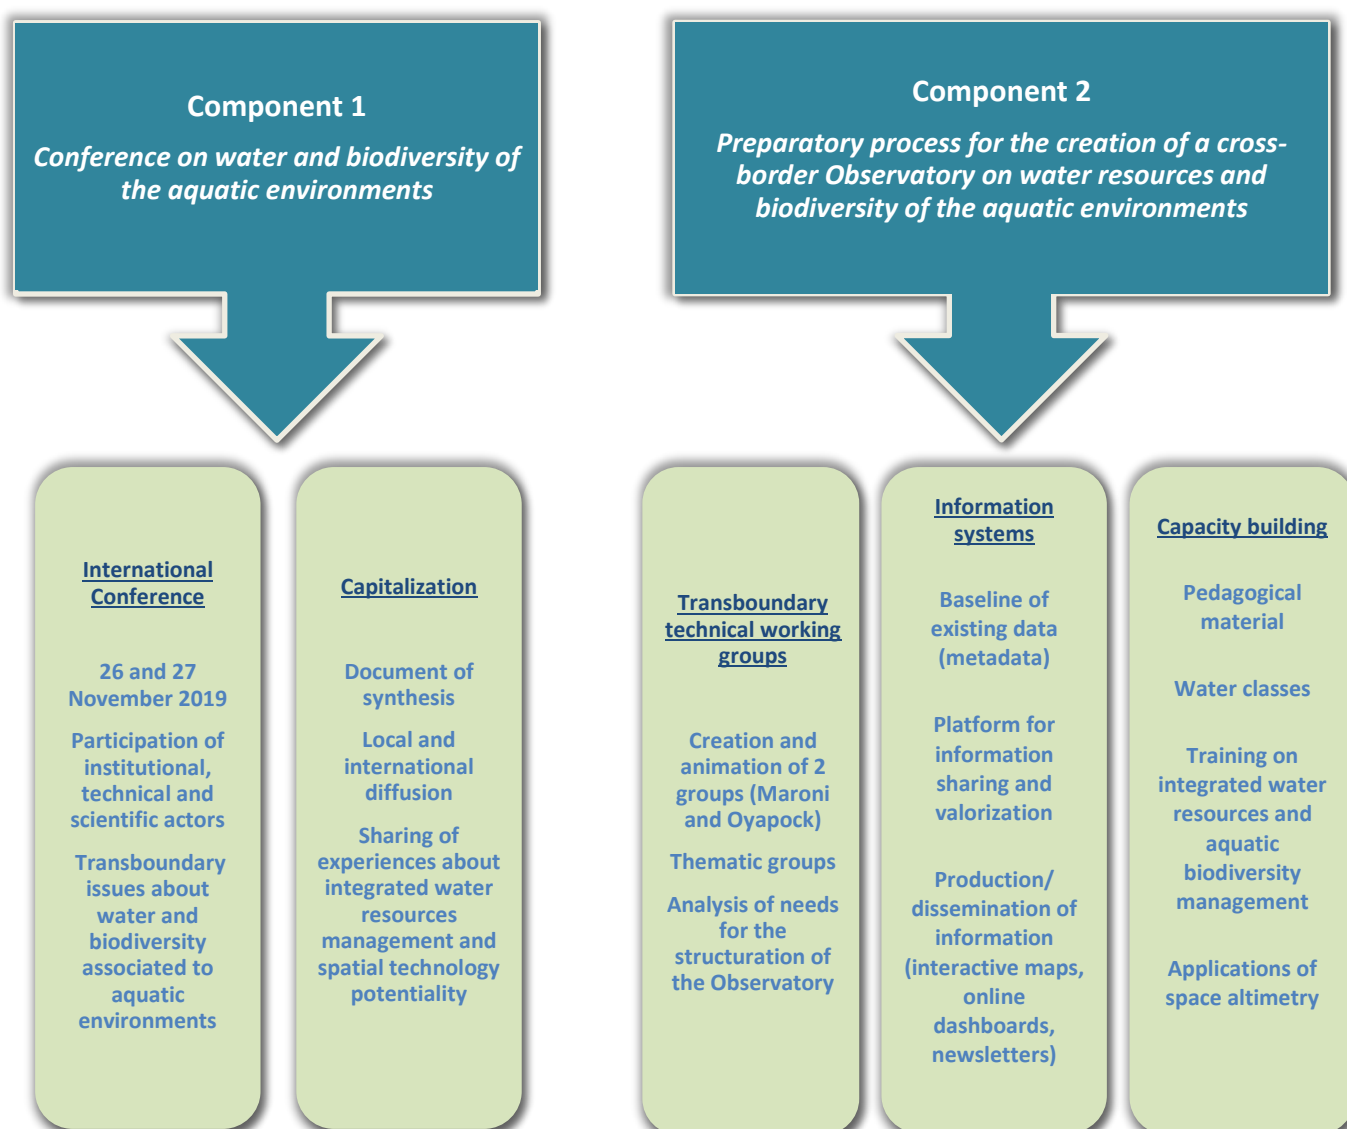 Component 1
Conference on water and biodiversity of
the aquatic environments
Component 2
Preparatory process for the creation of a cross-
border Observatory on water resources and
biodiversity of the aquatic environments
International
Conference
26 and 27
November 2019
Participation of
institutional,
technical and
scientific actors
Transboundary
issues about
water and
biodiversity
associated to
aquatic
environments
Capitalization
Document of
synthesis
Local and
international
diffusion
Sharing of
experiences about
integrated water
resources
management and
spatial technology
potentiality
Transboundary
technical working
groups
Creation and
animation of 2
groups (Maroni
and Oyapock)
Thematic groups
Analysis of needs
for the
structuration of
the Observatory
Information
systems
Baseline of
existing data
(metadata)
Platform for
information
sharing and
valorization
Production/
dissemination of
information
(interactive maps,
online
dashboards,
newsletters)
Capacity building
Pedagogical
material
Water classes
Training on
integrated water
resources and
aquatic
biodiversity
management
Applications of
space altimetry